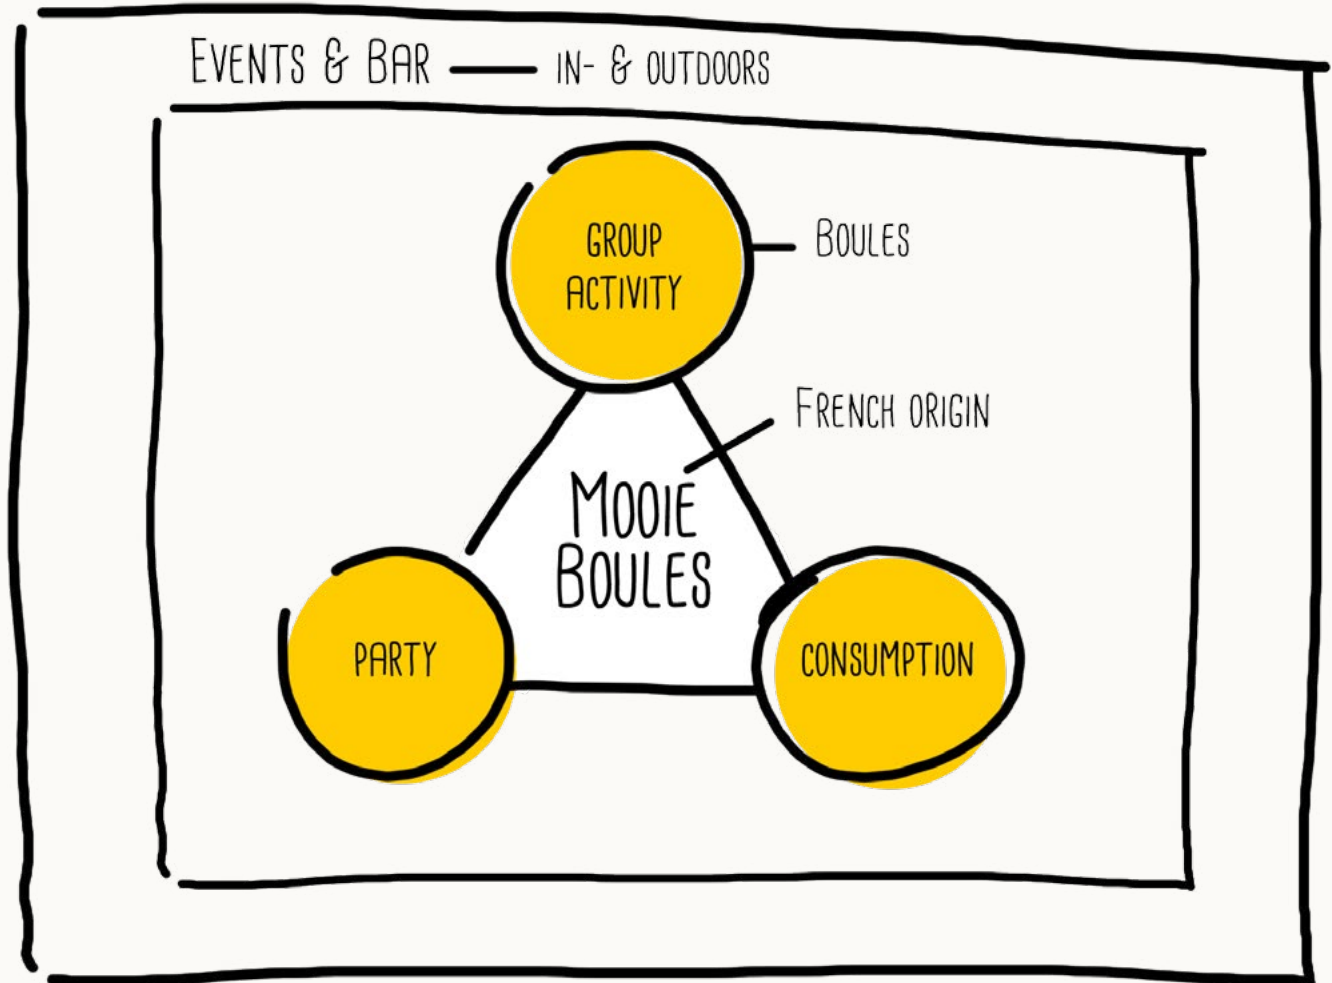 EVENTS & BAR — IN- & OUTDOORS
GROUP
ACTIVITY
BOULES
FRENCH ORIGIN
MOOIE
BOULES
PARTY
CONSUMPTION